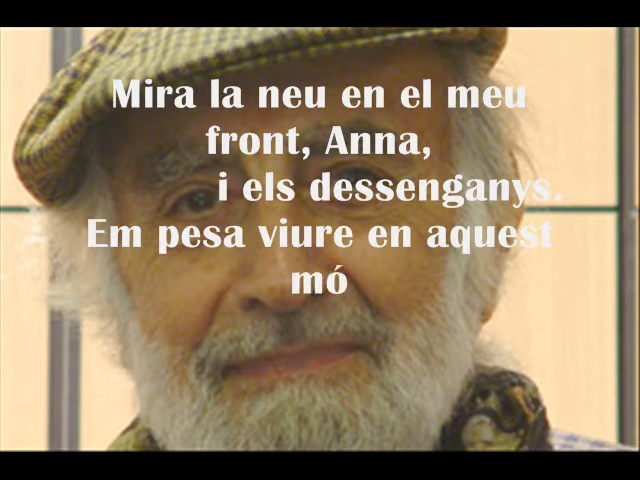 Mira la neu en el meu
front, Anna,
i els dessenganys.
Em pesa viure en aquest
mó